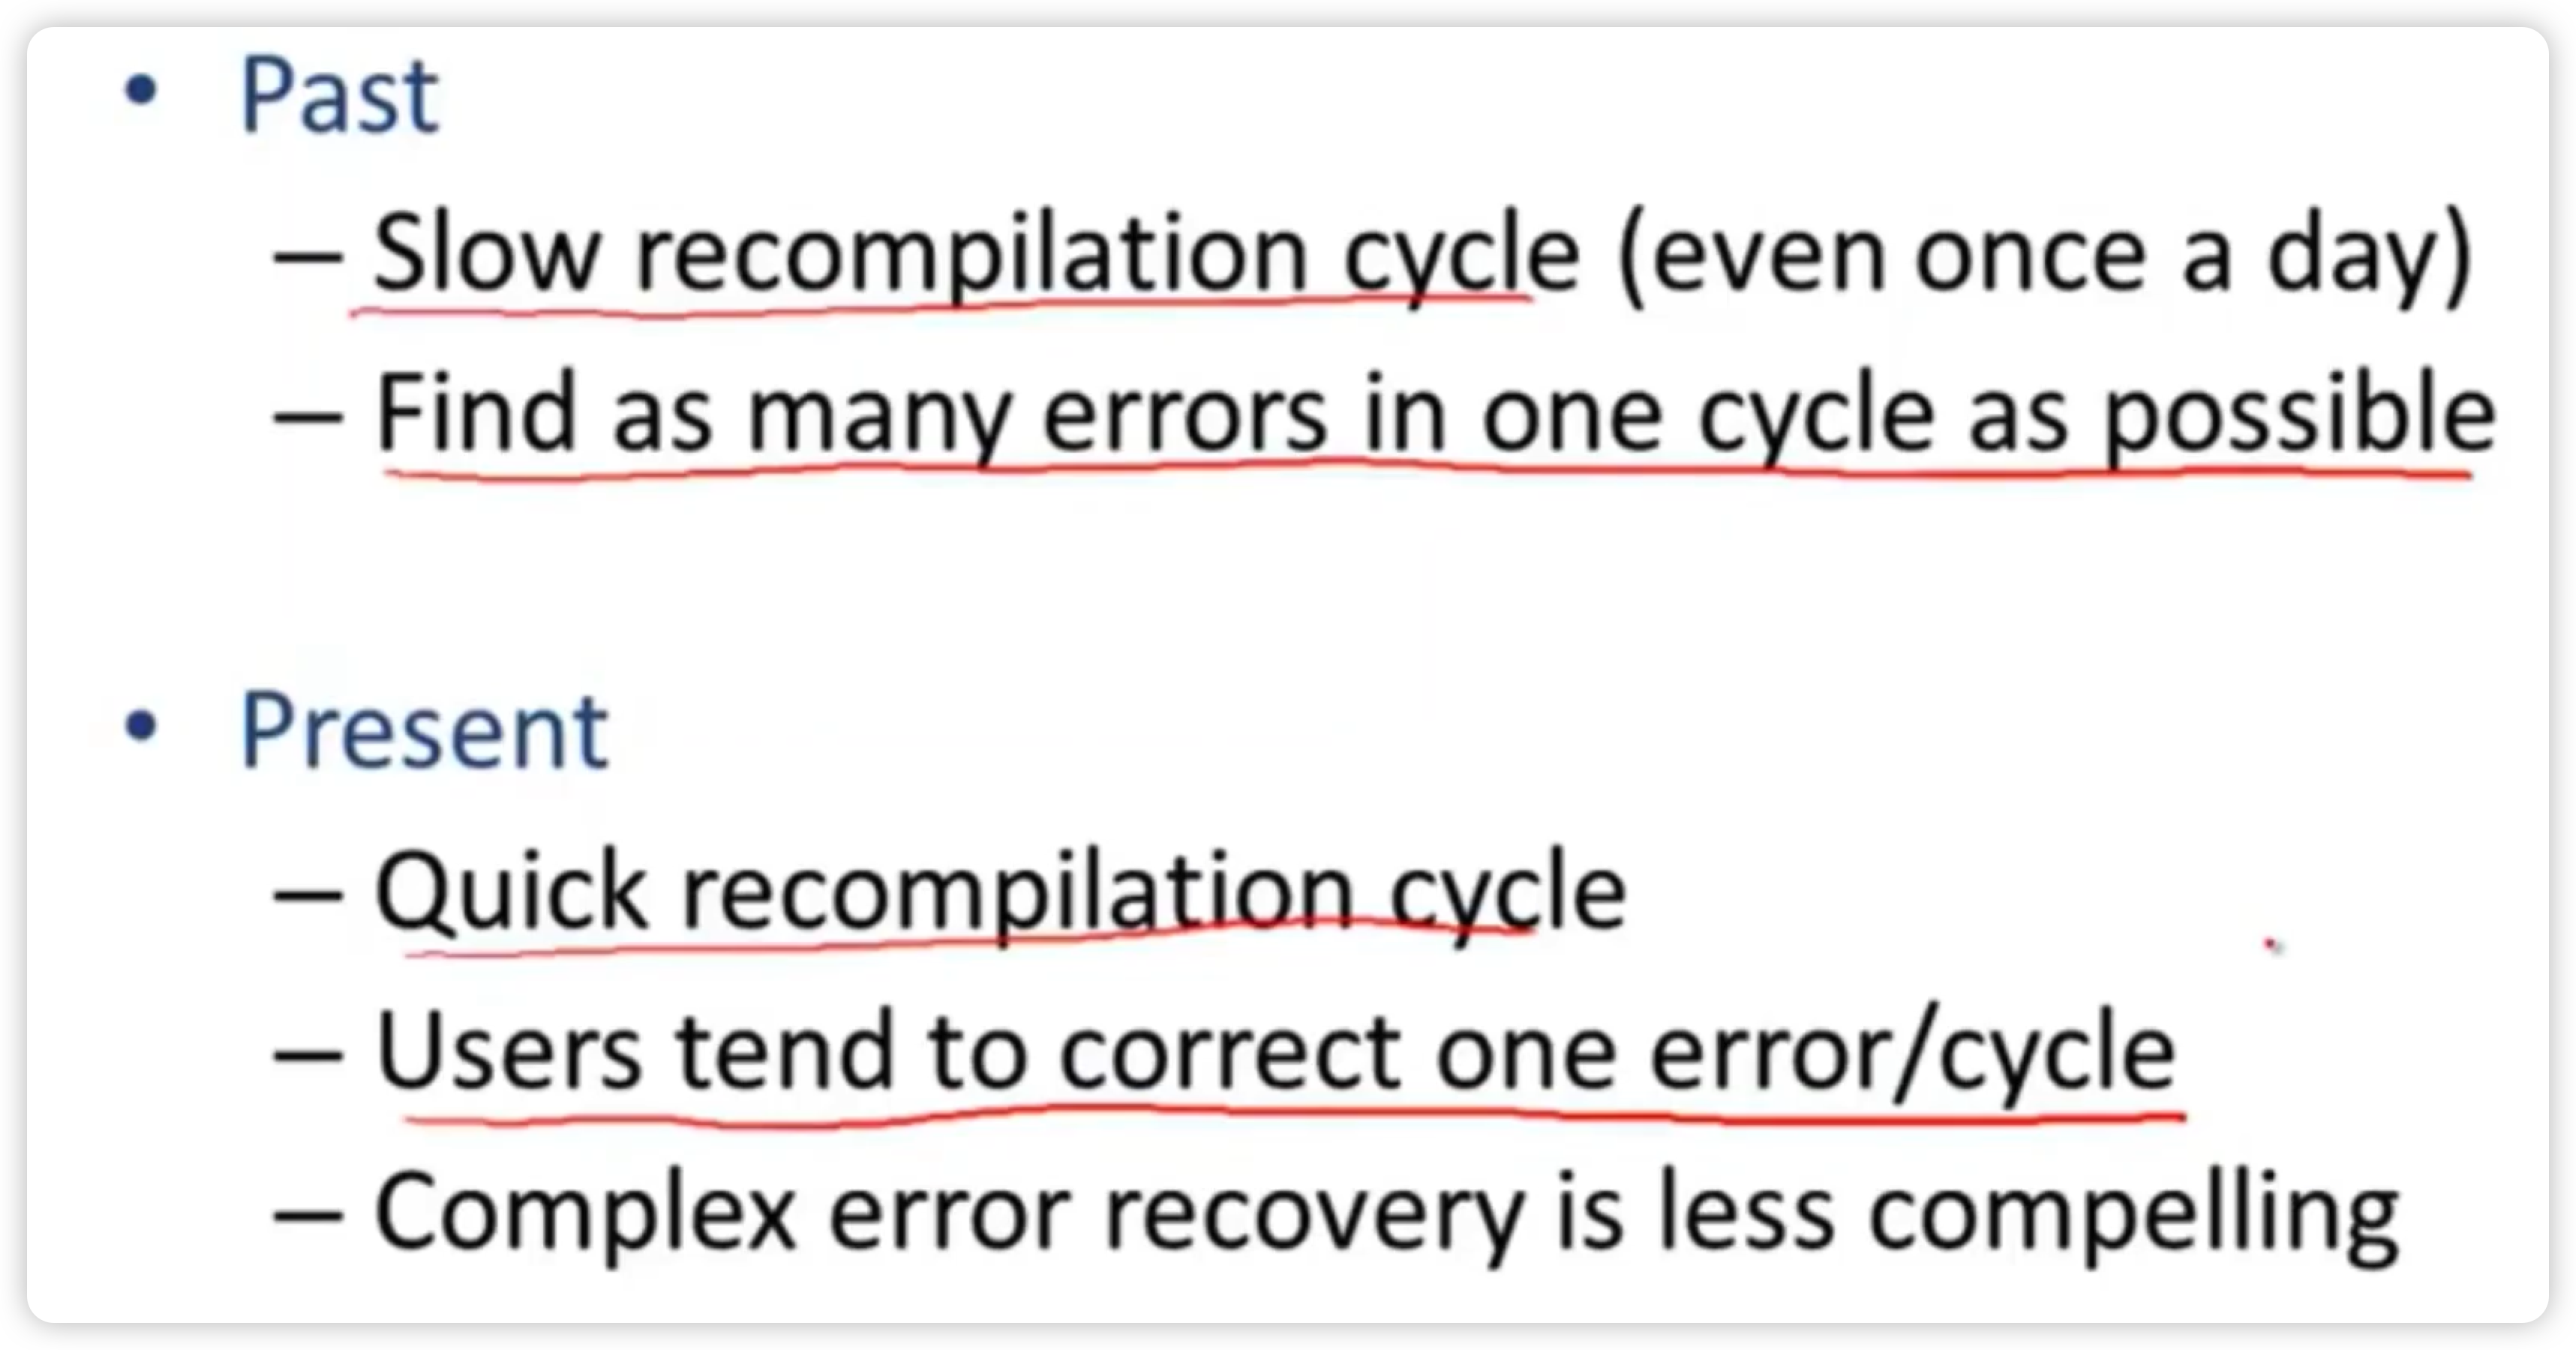 • Past
– Slow recompilation cycle (even once a day)
– Find as many errors in one cycle as possible
• Present
– Quick recompilation cycle
– Users tend to correct one error/cycle
– Complex error recovery is less compelling